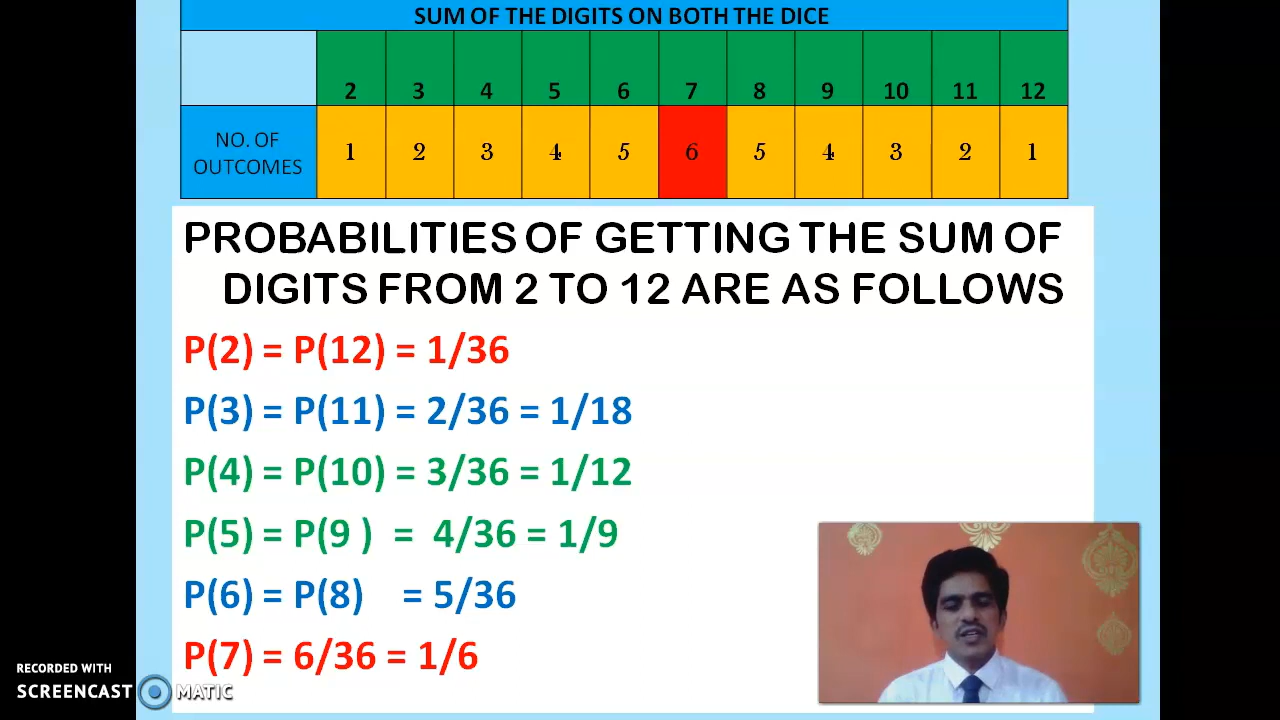 SUM OF THE DIGITS ON BOTH THE DICE
2 3 4 5 6 7 8 9 10 11 12
NO. OF
OUTCOMES
1 2 3 4 5 6 5 4 3 2 1
PROBABILITIES OF GETTING THE SUM OF
DIGITS FROM 2 TO 12 ARE AS FOLLOWS
P(2) = P(12) = 1/36
P(3) = P(11) = 2/36 = 1/18
P(4) = P(10) = 3/36 = 1/12
P(5) = P(9 ) = 4/36 = 1/9
P(6) = P(8) = 5/36
P(7) = 6/36 = 1/6
RECORDED WITH
SCREENCAST MATIC